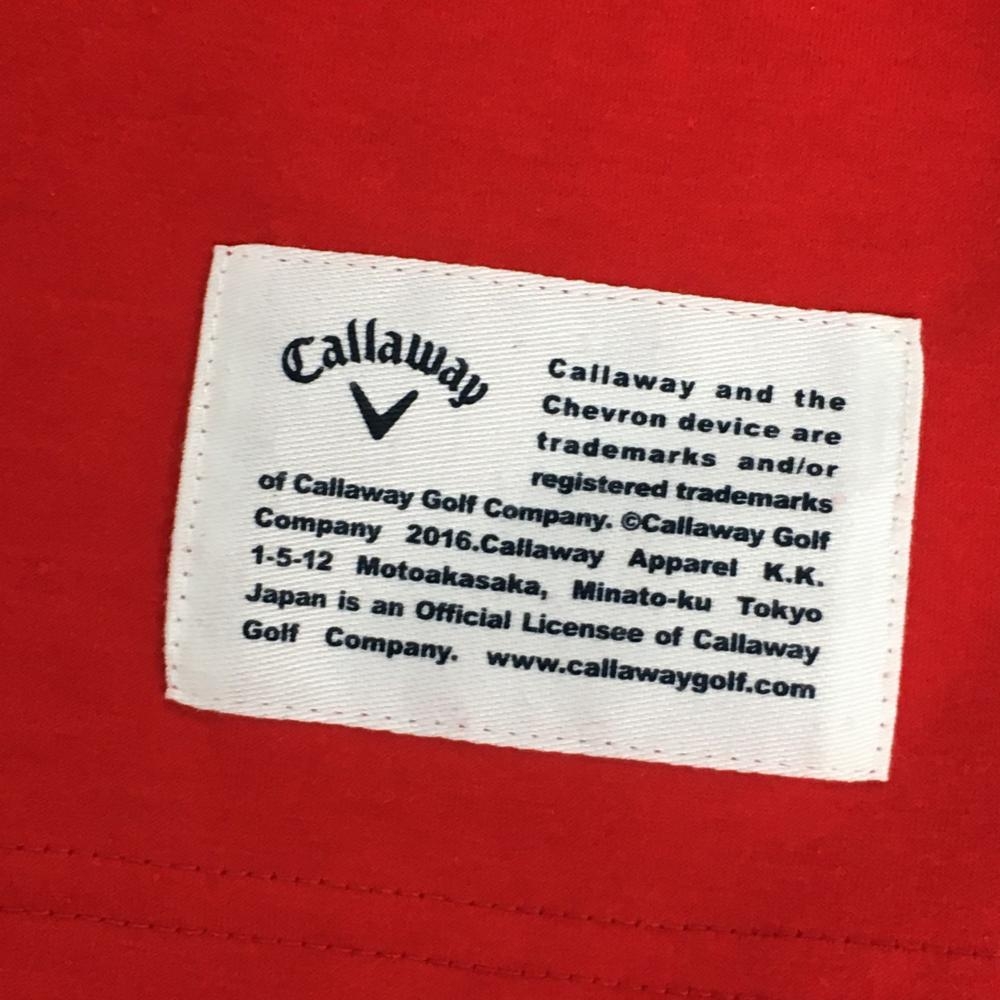 Callaway
Callaway and the
Chevron device are
trademarks and/or
registered trademarks
of Callaway Golf Company. ©Callaway Golf
Company 2016.Callaway Apparel K.K.
1-5-12 Motoakasaka, Minato-ku Tokyo
Japan is an Official Licensee of Callaway
Golf Company. www.callawaygolf.com